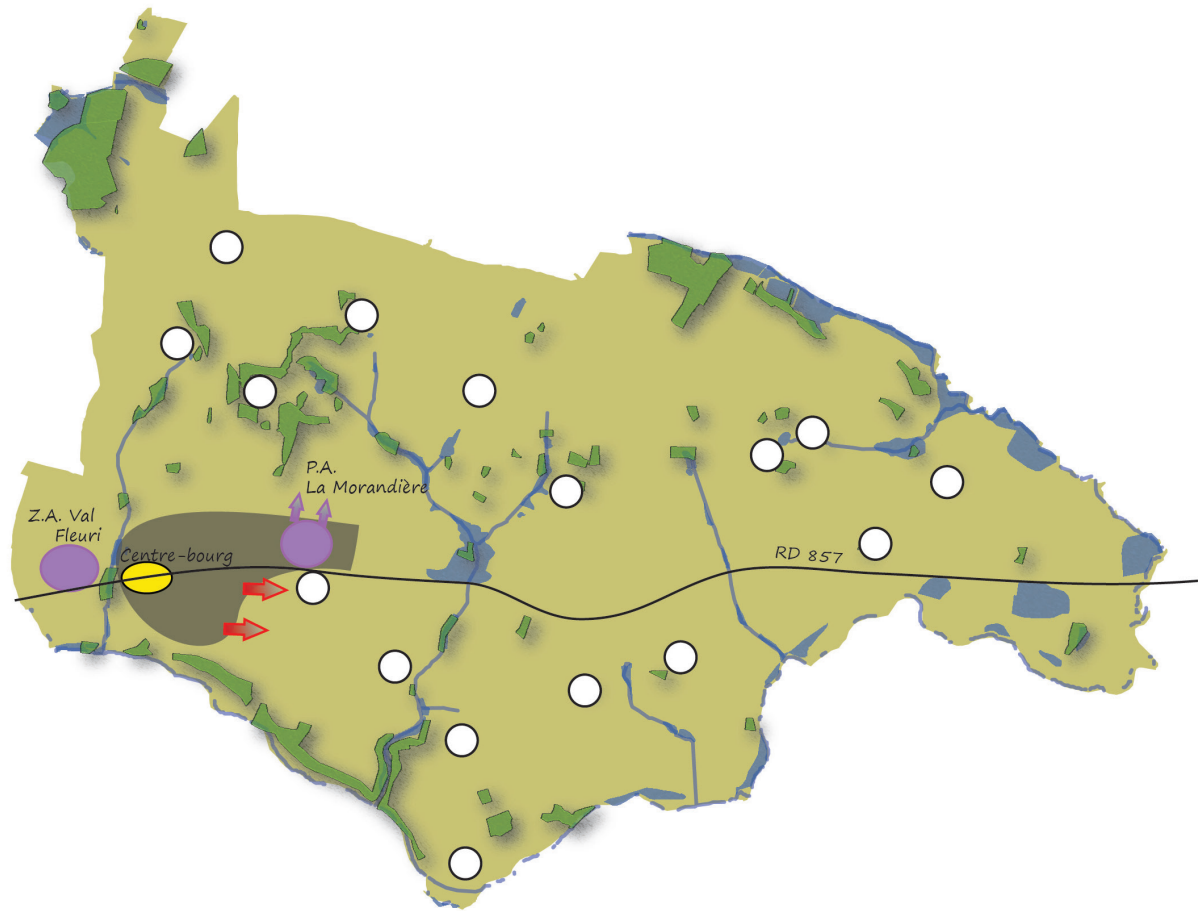 P.A.
La Morandière
Z.A. Val
Fleuri
Centre-bourg
RD 857